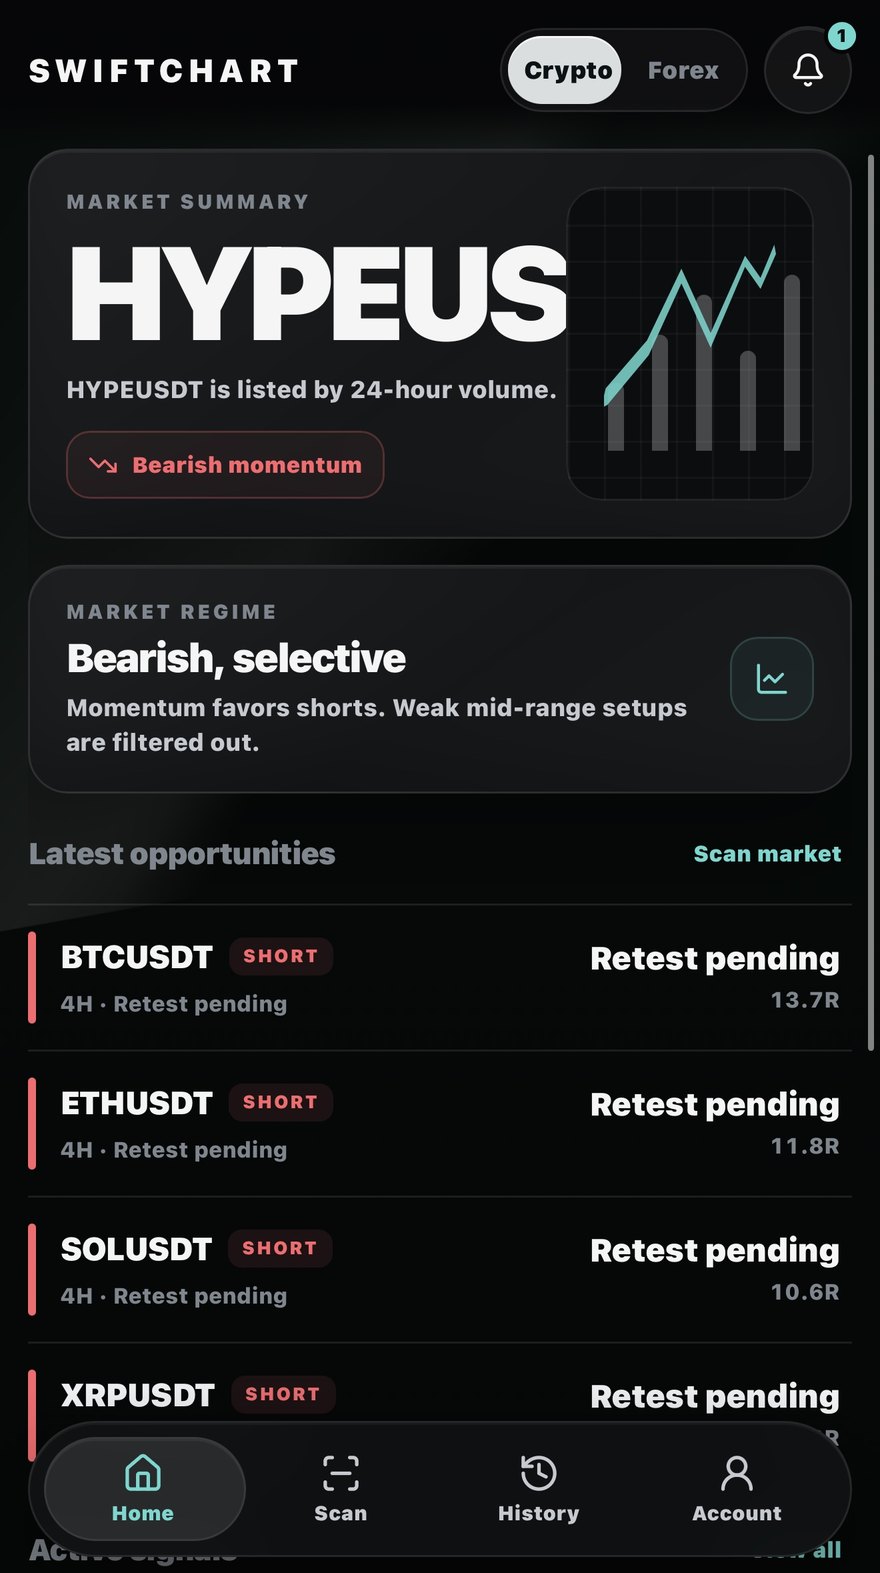 SWIFTCHART
Crypto
Forex
1
MARKET SUMMARY
HYPEUS
HYPEUSDT is listed by 24-hour volume.
Bearish momentum
MARKET REGIME
Bearish, selective
Momentum favors shorts. Weak mid-range setups
are filtered out.
Latest opportunities
Scan market
BTCUSDT SHORT
Retest pending
4H · Retest pending
13.7R
ETHUSDT SHORT
Retest pending
4H · Retest pending
11.8R
SOLUSDT SHORT
Retest pending
4H · Retest pending
10.6R
XRPUSDT SHORT
Retest pending
Home
Scan
History
Account
Active signals
View all